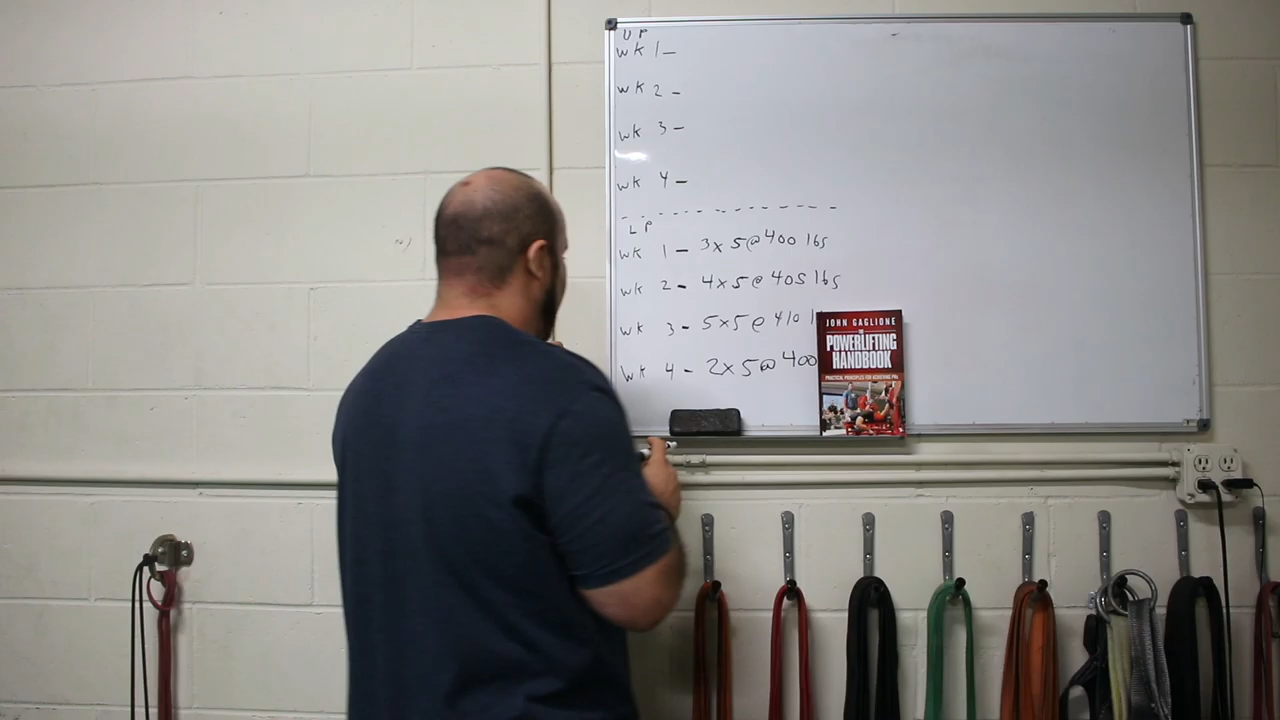 UP
WK 1 –
WK 2 –
WK 3 –
WK 4 –
LP
WK 1 – 3x5@400 lbs
WK 2 – 4x5@405 lbs
WK 3 – 5x5@410 l
WK 4 – 2x5@400
JOHN GAGLIONE
THE
POWERLIFTING
HANDBOOK
PRACTICAL PRINCIPLES FOR ACHIEVING PRs